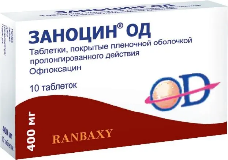 ЗАНОЦИН® ОД
Таблетки, покрытые пленочной оболочкой
пролонгированного действия
Офлоксацин
10 таблеток
OD
400 мг
RANBAXY